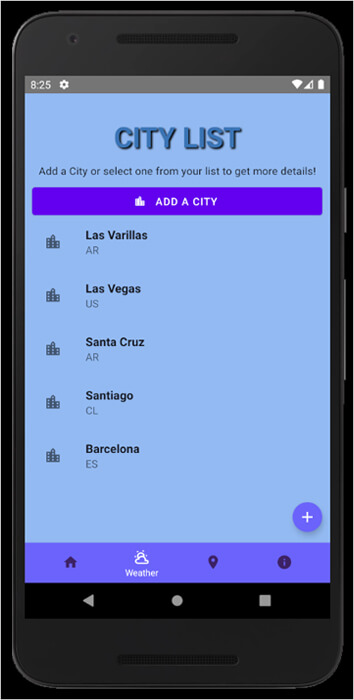 8:25
CITY LIST
Add a City or select one from your list to get more details!
ADD A CITY
Las Varillas
AR
Las Vegas
US
Santa Cruz
AR
Santiago
CL
Barcelona
ES
Weather